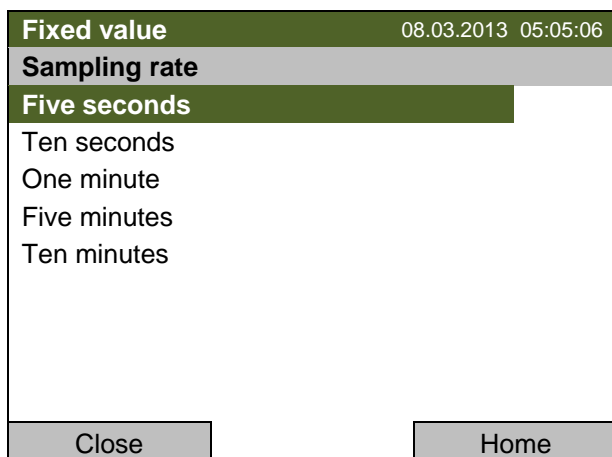 Fixed value 08.03.2013 05:05:06
Sampling rate
Five seconds
Ten seconds
One minute
Five minutes
Ten minutes
Close Home